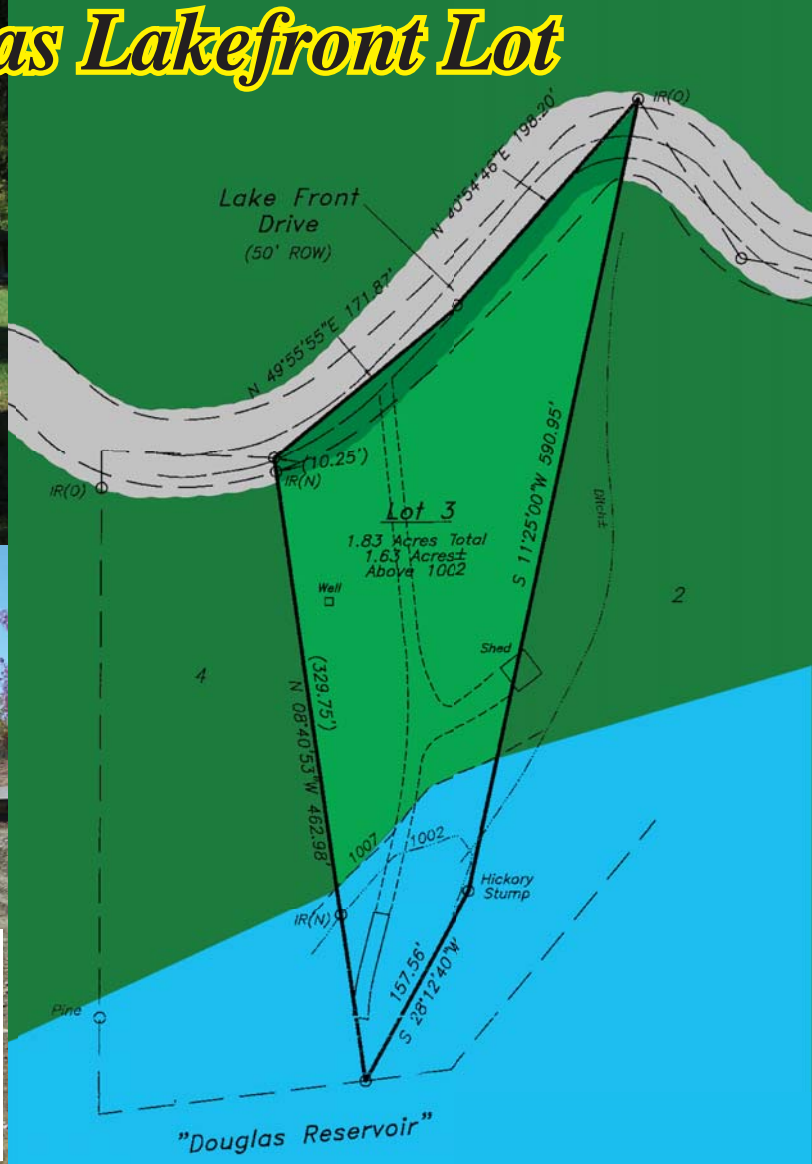 as Lakefront Lot
IR(O)
N 40°54'46"E 198.20'
Lake Front
Drive
(50' ROW)
N 49°55'55"E 171.87'
(10.25')
IR(N)
IR(O)
Lot 3
1.83 Acres Total
1.63 Acres±
Above 1002
S 11°25'00"W 590.95'
Ditch±
Well
2
4
Shed
(329.75')
N 08°40'53"W 462.98'
1007
1002
Hickory
Stump
IR(N)
157.56'
S 28°12'40"W
Pine
"Douglas Reservoir"